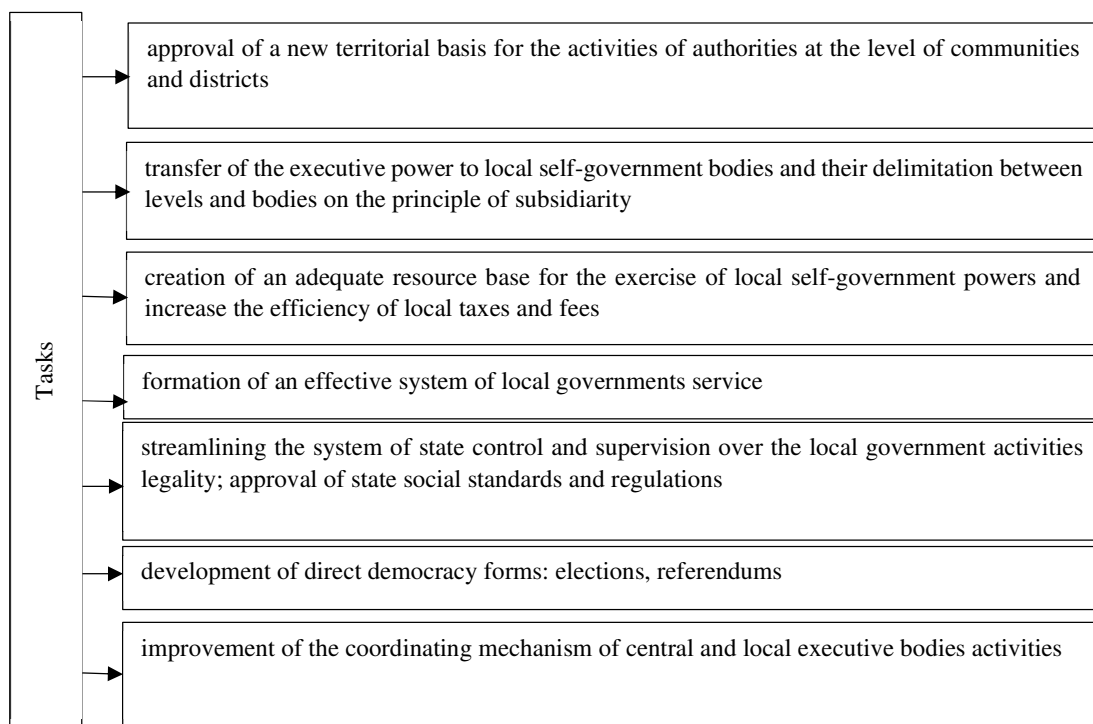 Tasks
approval of a new territorial basis for the activities of authorities at the level of communities
and districts
transfer of the executive power to local self-government bodies and their delimitation between
levels and bodies on the principle of subsidiarity
creation of an adequate resource base for the exercise of local self-government powers and
increase the efficiency of local taxes and fees
formation of an effective system of local governments service
streamlining the system of state control and supervision over the local government activities
legality; approval of state social standards and regulations
development of direct democracy forms: elections, referendums
improvement of the coordinating mechanism of central and local executive bodies activities